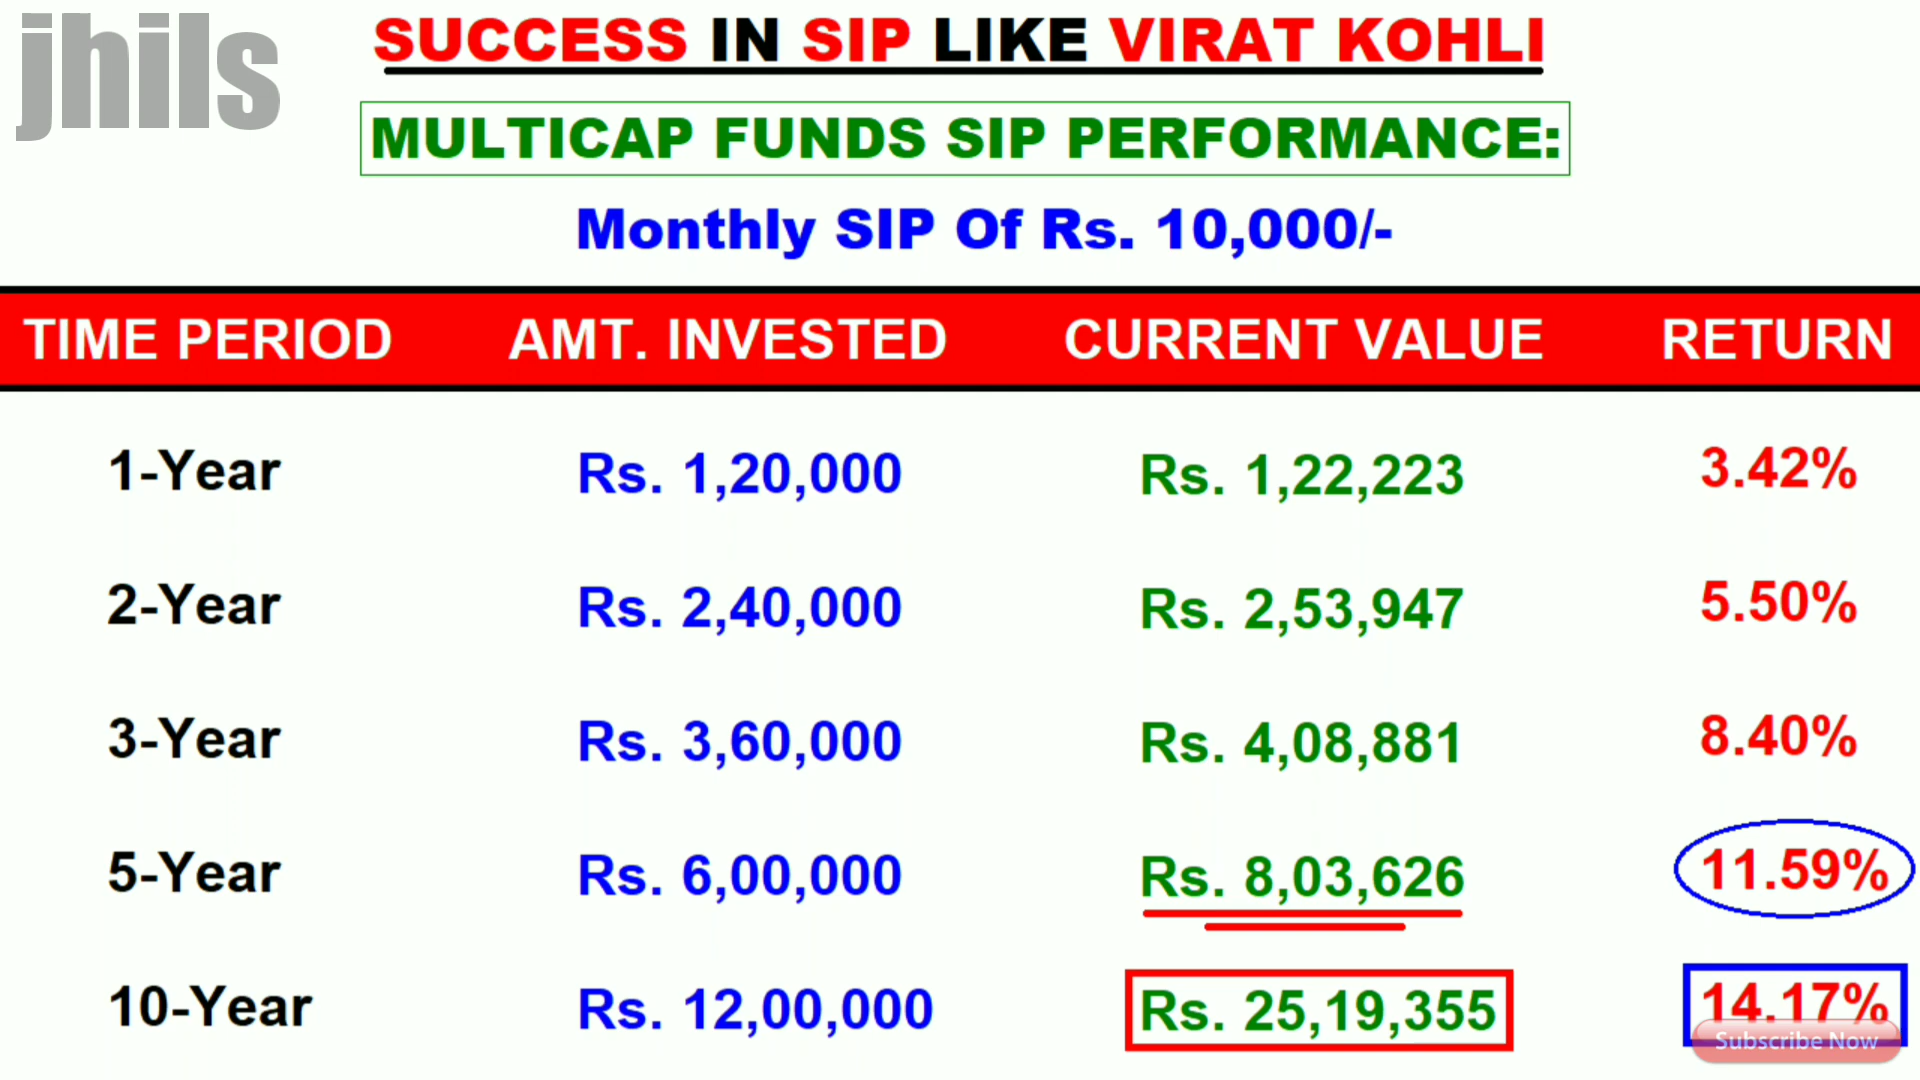 jhils
SUCCESS IN SIP LIKE VIRAT KOHLI
MULTICAP FUNDS SIP PERFORMANCE:
Monthly SIP Of Rs. 10,000/-
TIME PERIOD AMT. INVESTED CURRENT VALUE RETURN
1-Year Rs. 1,20,000 Rs. 1,22,223 3.42%
2-Year Rs. 2,40,000 Rs. 2,53,947 5.50%
3-Year Rs. 3,60,000 Rs. 4,08,881 8.40%
5-Year Rs. 6,00,000 Rs. 8,03,626 11.59%
10-Year Rs. 12,00,000 Rs. 25,19,355 14.17%
Subscribe Now